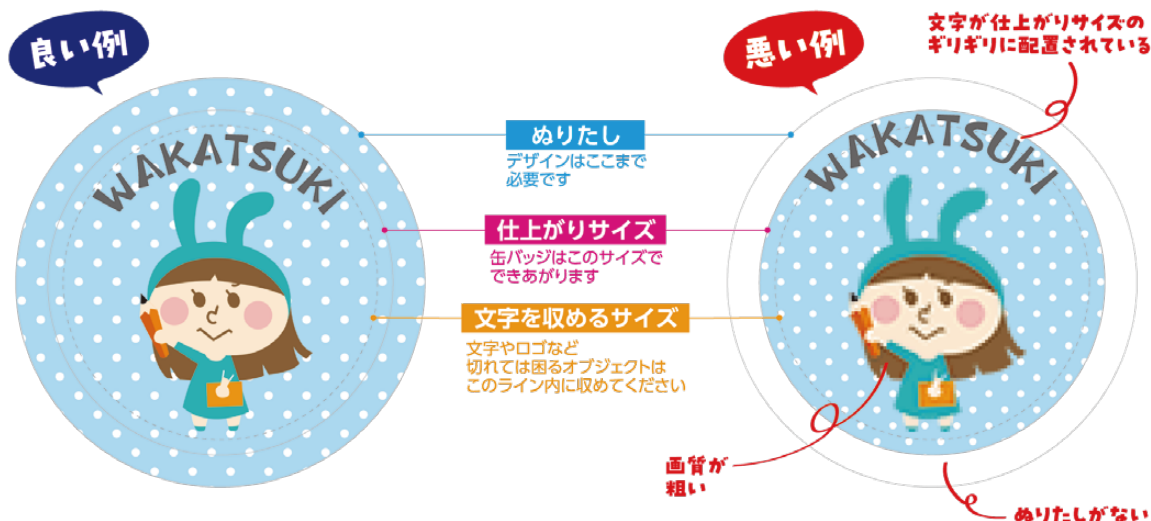 良い例
WAKATSUKI
ぬりたし
デザインはここまで
必要です
仕上がりサイズ
缶バッジはこのサイズで
できあがります
文字を収めるサイズ
文字やロゴなど
切れては困るオブジェクトは
このライン内に収めてください
悪い例
文字が仕上がりサイズの
ギリギリに配置されている
WAKATSUKI
画質が
粗い
ぬりたしがない